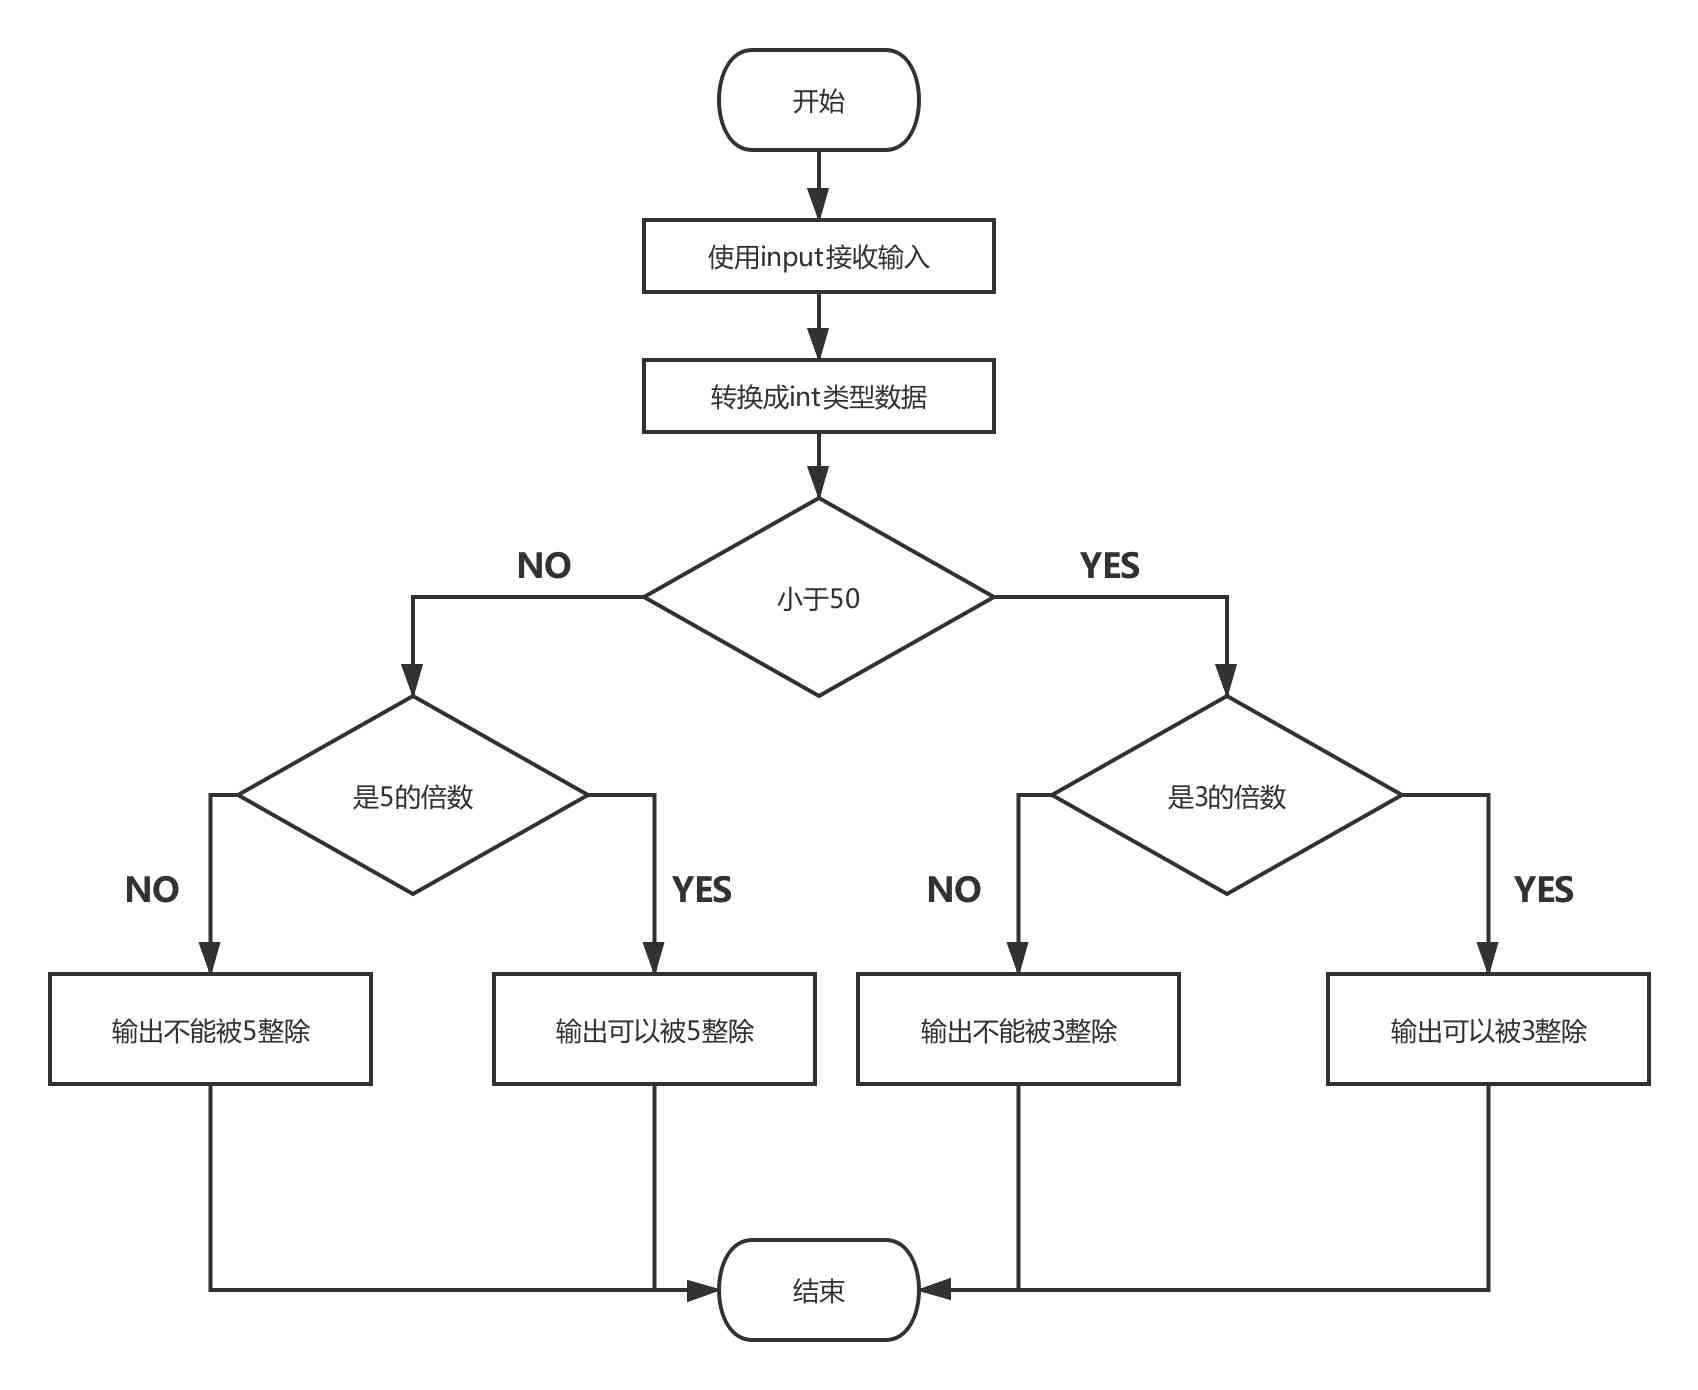 开始
使用input接收输入
转换成int类型数据
NO
YES
小于50
是5的倍数
是3的倍数
NO
YES
NO
YES
输出不能被5整除
输出可以被5整除
输出不能被3整除
输出可以被3整除
结束